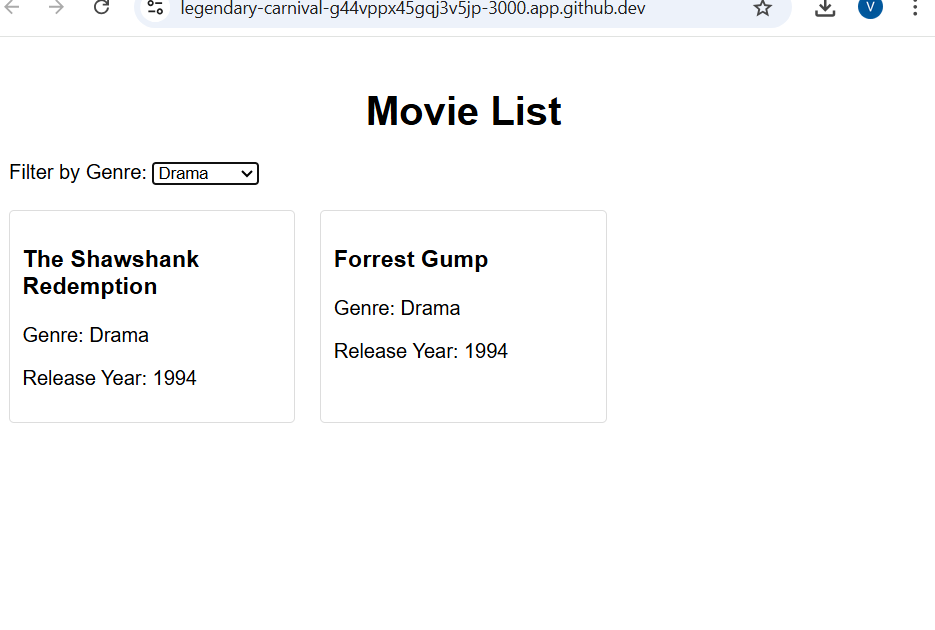 legendary-carnival-g44vppx45gqj3v5jp-3000.app.github.dev
V
Movie List
Filter by Genre: Drama
The Shawshank
Redemption
Genre: Drama
Release Year: 1994
Forrest Gump
Genre: Drama
Release Year: 1994